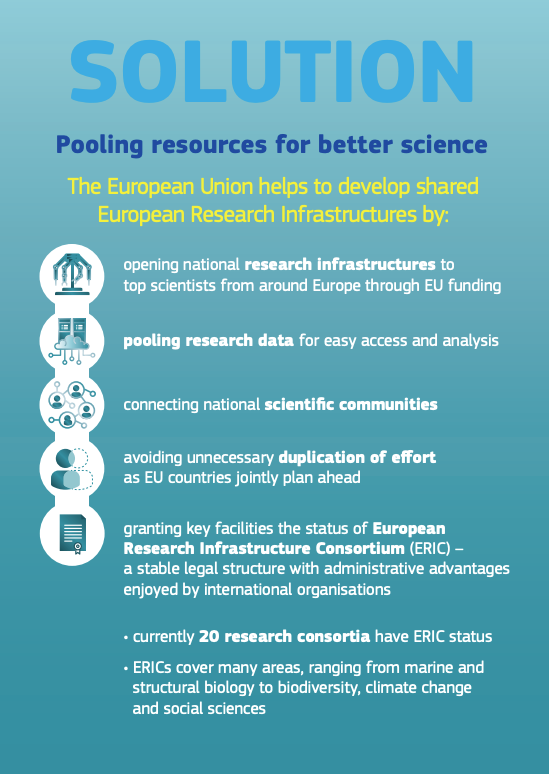 SOLUTION
Pooling resources for better science
The European Union helps to develop shared
European Research Infrastructures by:
opening national research infrastructures to
top scientists from around Europe through EU funding
pooling research data for easy access and analysis
connecting national scientific communities
avoiding unnecessary duplication of effort
as EU countries jointly plan ahead
granting key facilities the status of European
Research Infrastructure Consortium (ERIC) –
a stable legal structure with administrative advantages
enjoyed by international organisations
• currently 20 research consortia have ERIC status
• ERICs cover many areas, ranging from marine and
structural biology to biodiversity, climate change
and social sciences